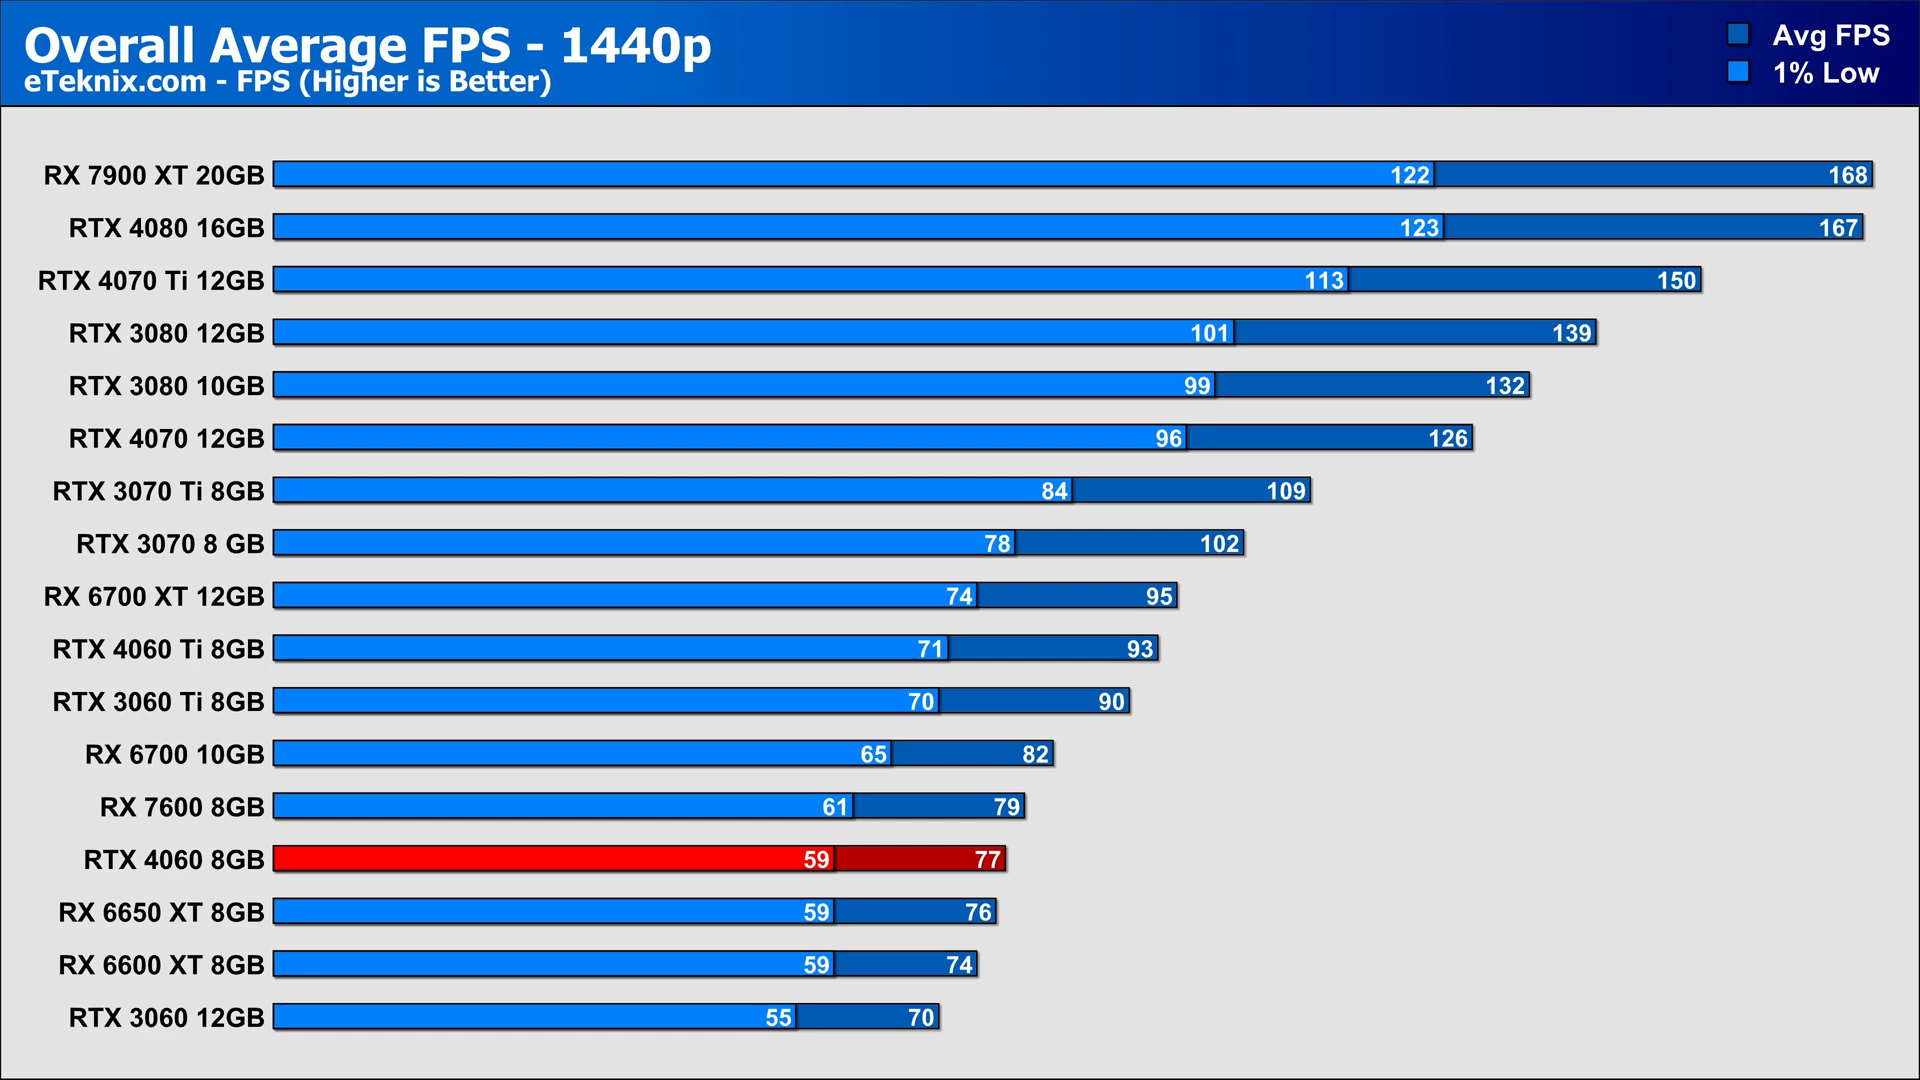 Overall Average FPS - 1440p
eTeknix.com - FPS (Higher is Better)
Avg FPS
1% Low
RX 7900 XT 20GB 122 168
RTX 4080 16GB 123 167
RTX 4070 Ti 12GB 113 150
RTX 3080 12GB 101 139
RTX 3080 10GB 99 132
RTX 4070 12GB 96 126
RTX 3070 Ti 8GB 84 109
RTX 3070 8 GB 78 102
RX 6700 XT 12GB 74 95
RTX 4060 Ti 8GB 71 93
RTX 3060 Ti 8GB 70 90
RX 6700 10GB 65 82
RX 7600 8GB 61 79
RTX 4060 8GB 59 77
RX 6650 XT 8GB 59 76
RX 6600 XT 8GB 59 74
RTX 3060 12GB 55 70